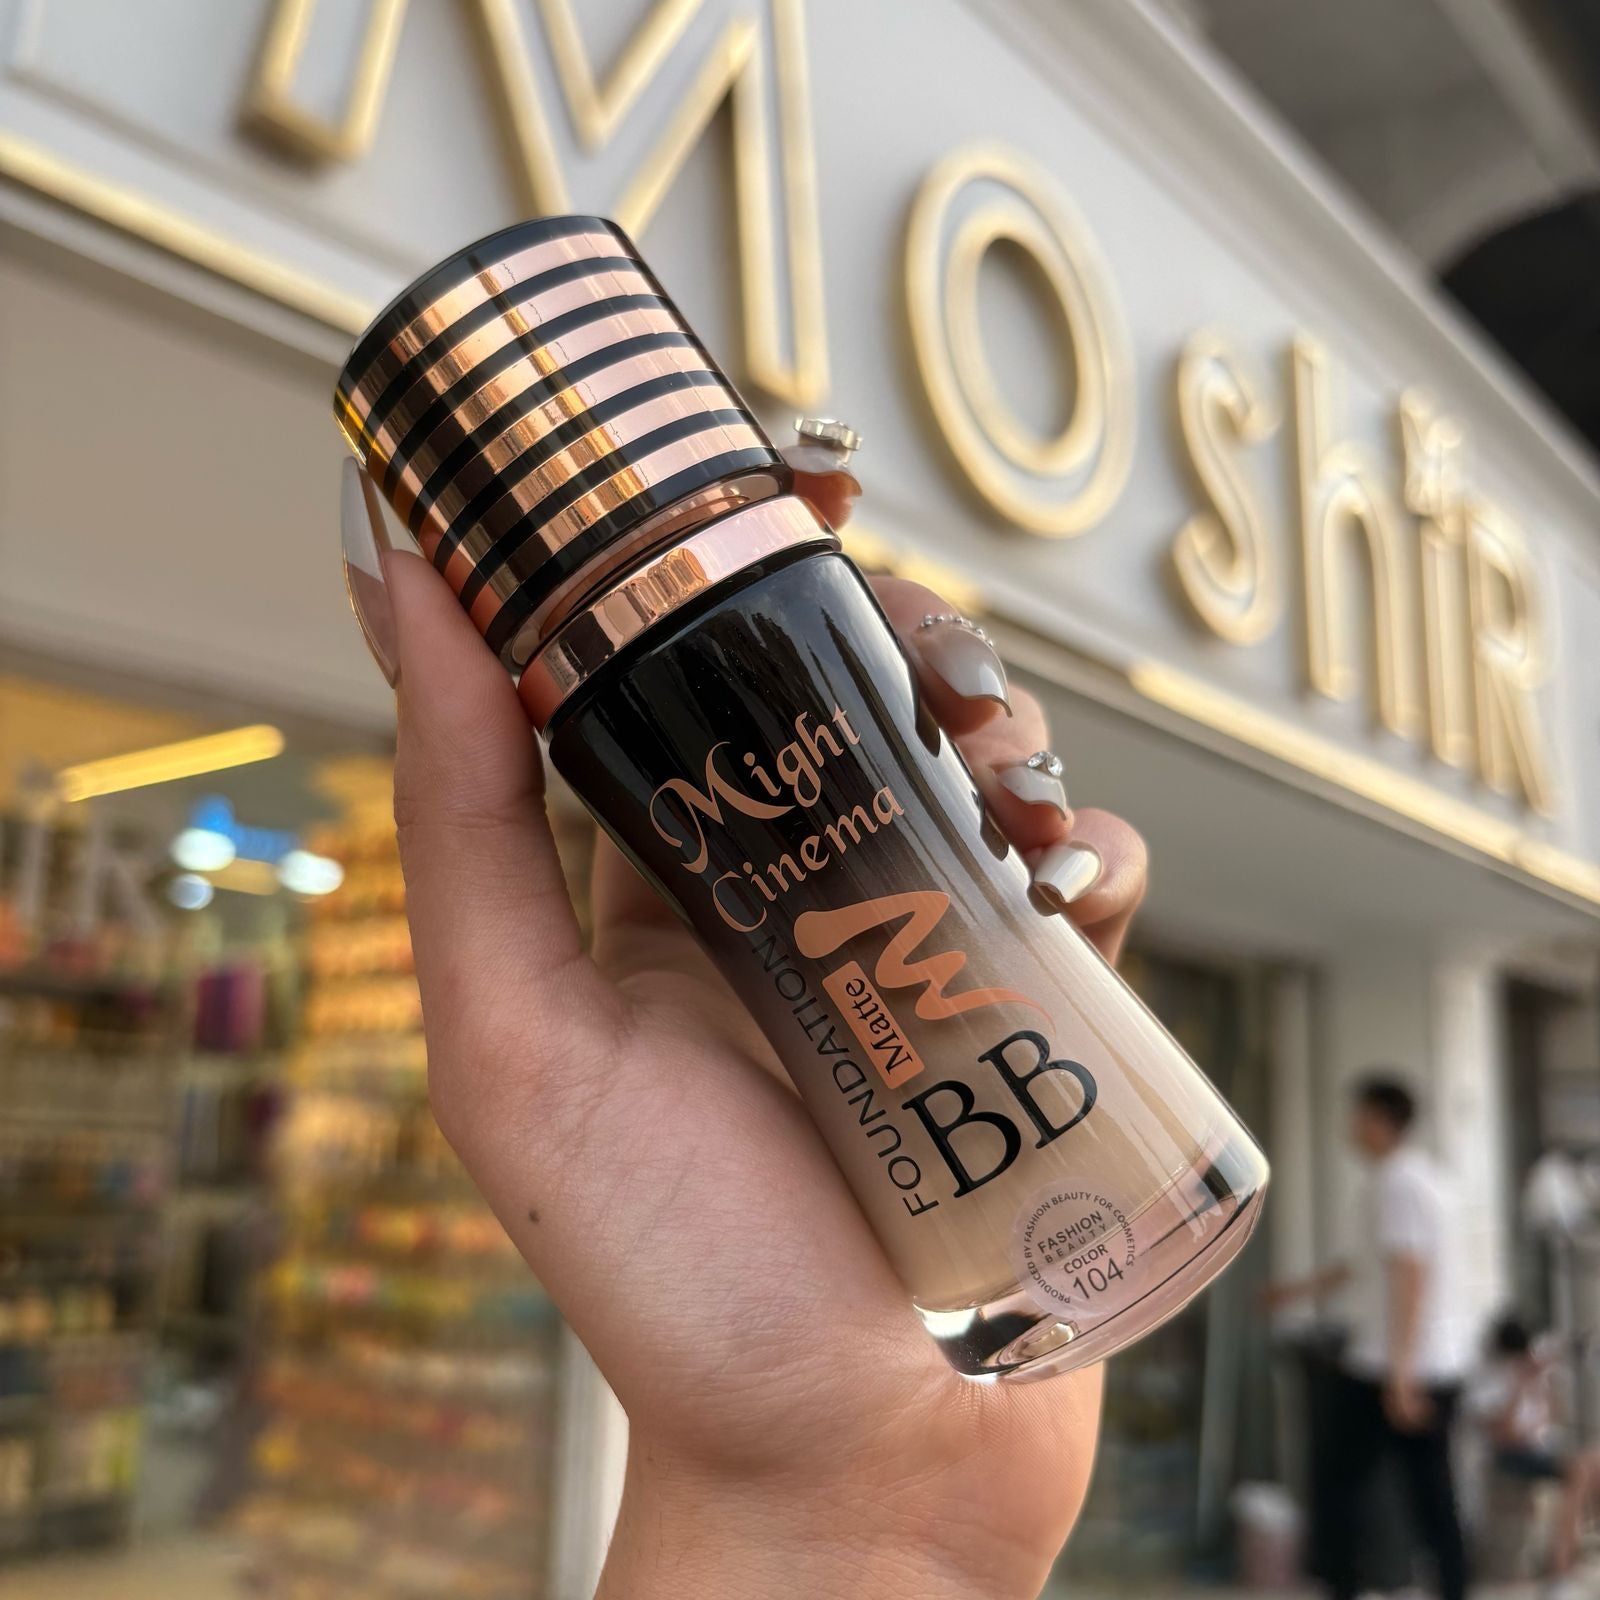 MoshiR
Might
Cinema
FOUNDATION
Matte
BB
PRODUCED BY FASHION BEAUTY FOR COSMETICS
FASHION
BEAUTY
COLOR
104